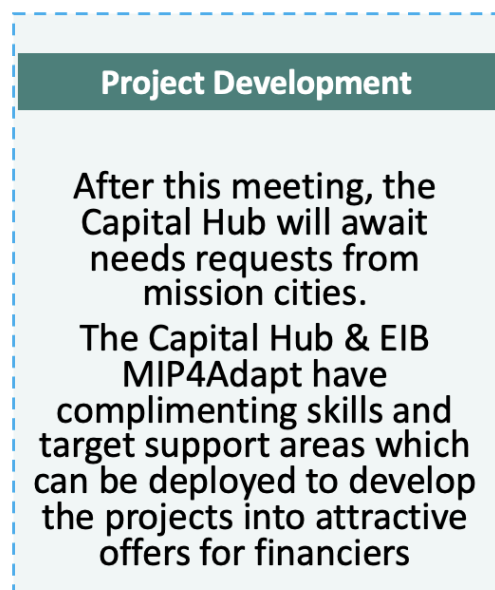 Project Development
After this meeting, the
Capital Hub will await
needs requests from
mission cities.
The Capital Hub & EIB
MIP4Adapt have
complimenting skills and
target support areas which
can be deployed to develop
the projects into attractive
offers for financiers